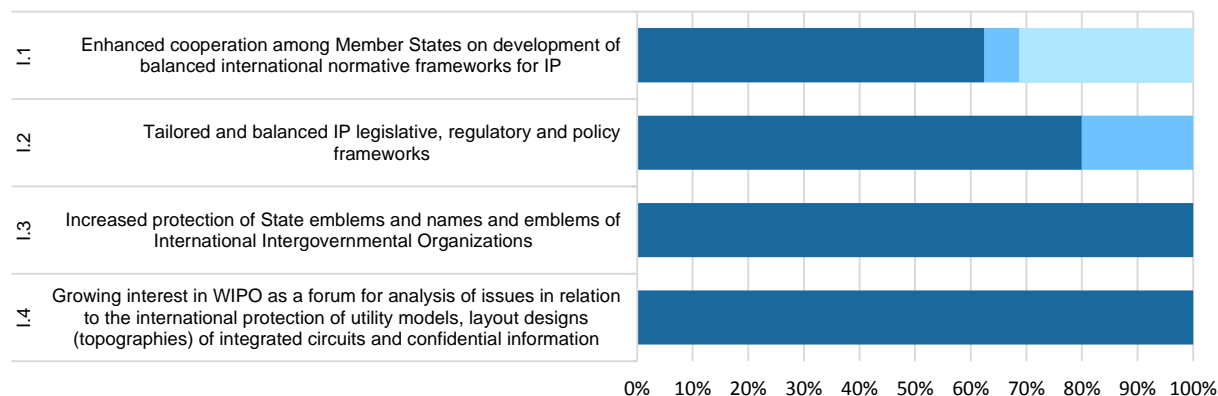 I.1
Enhanced cooperation among Member States on development of
balanced international normative frameworks for IP
I.2
Tailored and balanced IP legislative, regulatory and policy
frameworks
I.3
Increased protection of State emblems and names and emblems of
International Intergovernmental Organizations
I.4
Growing interest in WIPO as a forum for analysis of issues in relation
to the international protection of utility models, layout designs
(topographies) of integrated circuits and confidential information
0% 10% 20% 30% 40% 50% 60% 70% 80% 90% 100%